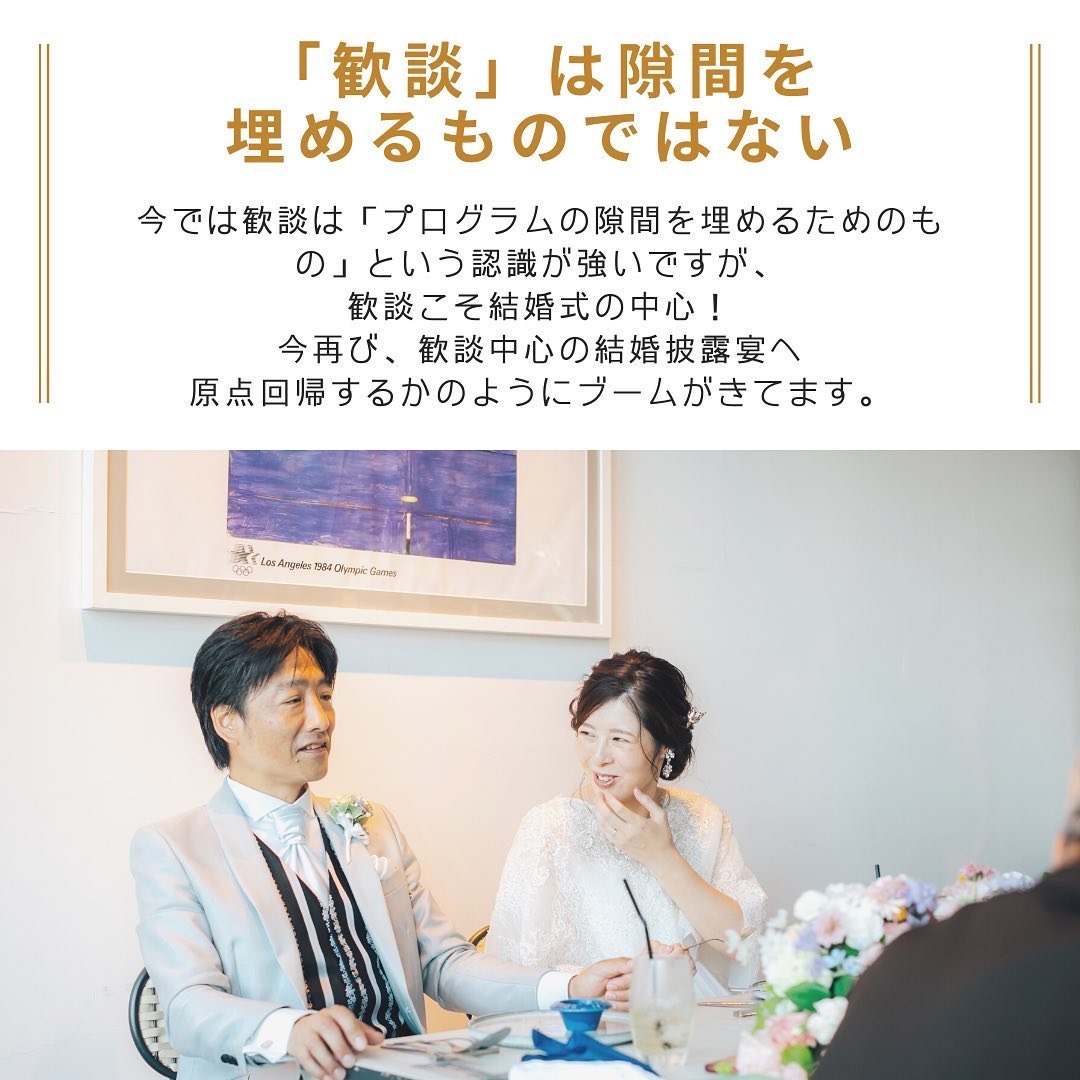 「歓談」は隙間を
埋めるものではない
今では歓談は「プログラムの隙間を埋めるためのも
の」という認識が強いですが、
歓談こそ結婚式の中心！
今再び、歓談中心の結婚披露宴へ
原点回帰するかのようにブームがきてます。
Los Angeles 1984 Olympic Games